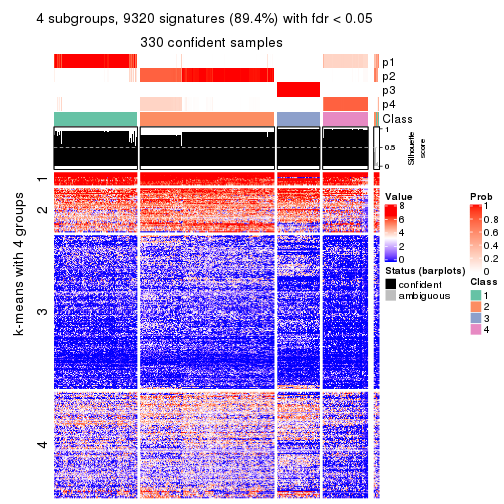 4 subgroups, 9320 signatures (89.4%) with fdr < 0.05
330 confident samples
p1
p2
p3
p4
Class
1
0.5
0
Silhouette
score
k-means with 4 groups
1
2
3
4
Value
8
6
4
2
0
Status (barplots)
confident
ambiguous
Prob
1
0.8
0.6
0.4
0.2
0
Class
1
2
3
4